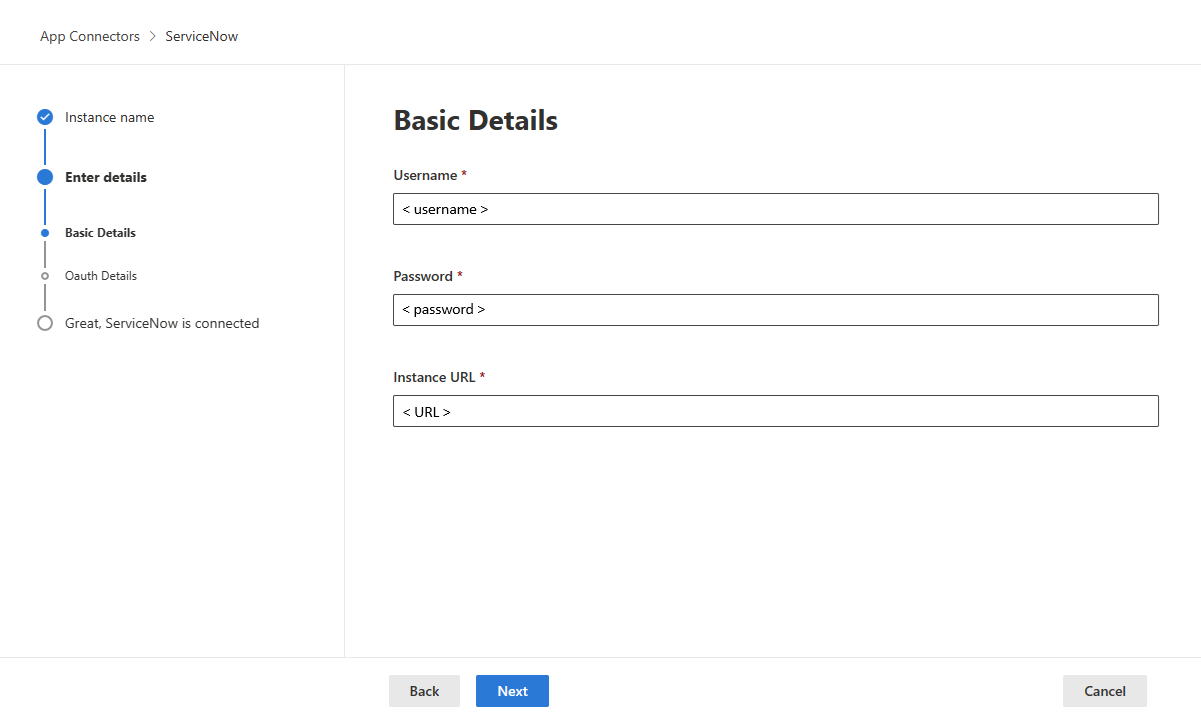 App Connectors > ServiceNow
Instance name
Enter details
Basic Details
Oauth Details
Great, ServiceNow is connected
Basic Details
Username *
< username >
Password *
< password >
Instance URL *
< URL >
Back
Next
Cancel